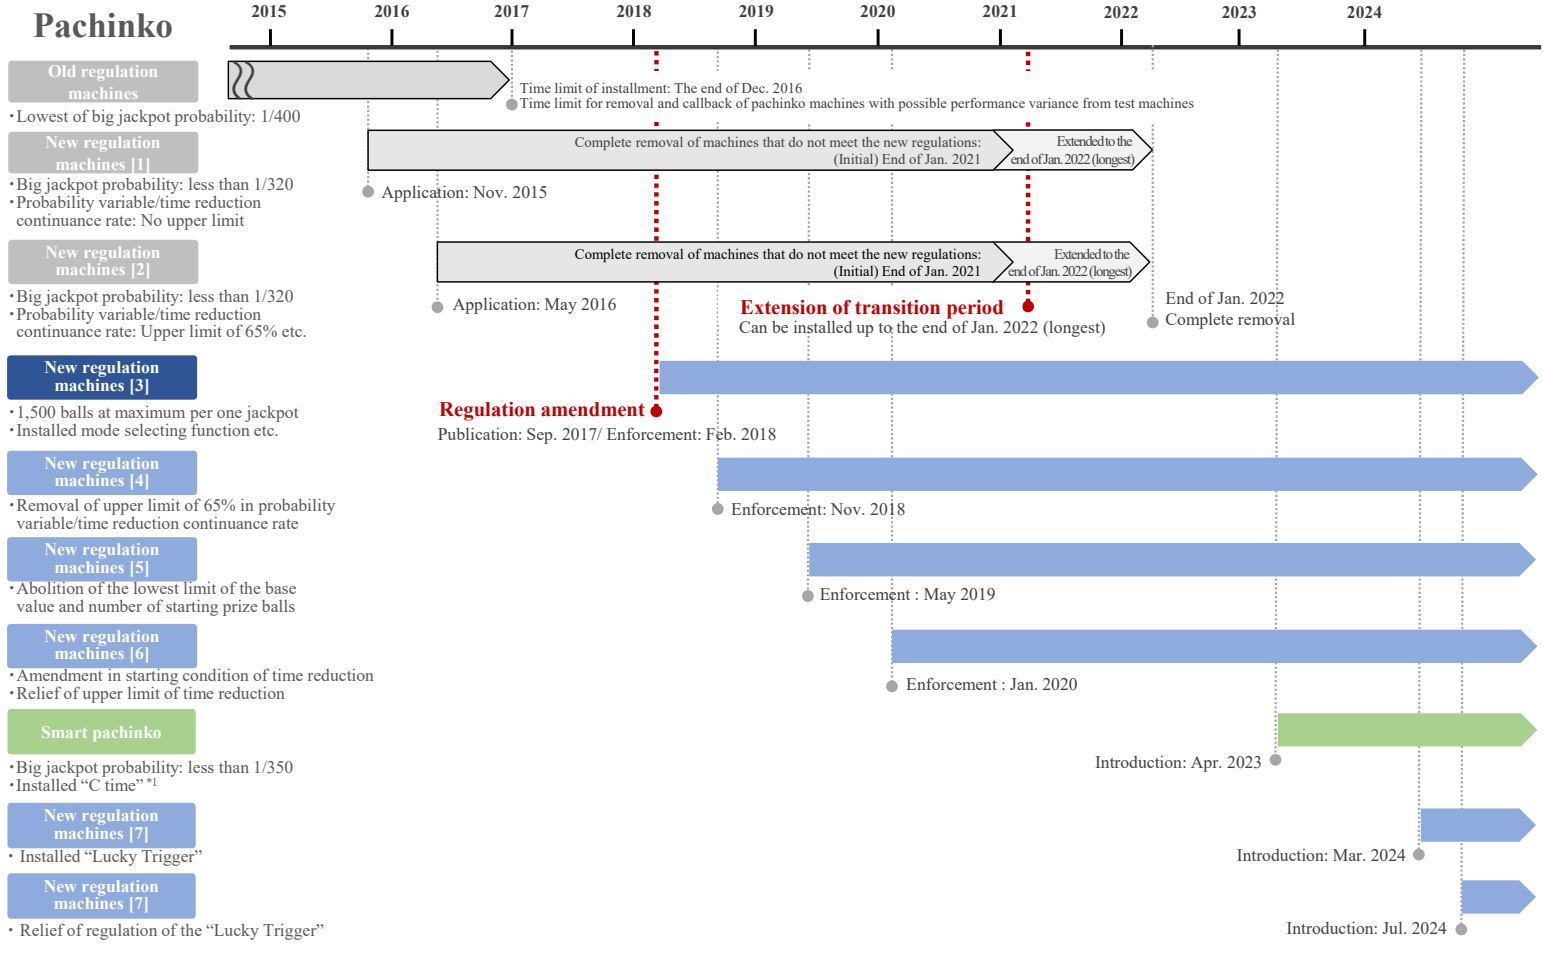 Pachinko
2015 2016 2017 2018 2019 2020 2021 2022 2023 2024
Old regulation
machines
・Lowest of big jackpot probability: 1/400
Time limit of installment: The end of Dec. 2016
Time limit for removal and callback of pachinko machines with possible performance variance from test machines
New regulation
machines [1]
・Big jackpot probability: less than 1/320
・Probability variable/time reduction
continuance rate: No upper limit
Complete removal of machines that do not meet the new regulations:
(Initial) End of Jan. 2021
Extended to the
end of Jan. 2022 (longest)
Application: Nov. 2015
New regulation
machines [2]
・Big jackpot probability: less than 1/320
・Probability variable/time reduction
continuance rate: Upper limit of 65% etc.
Complete removal of machines that do not meet the new regulations:
(Initial) End of Jan. 2021
Extended to the
end of Jan. 2022 (longest)
Application: May 2016
Extension of transition period
Can be installed up to the end of Jan. 2022 (longest)
End of Jan. 2022
Complete removal
New regulation
machines [3]
・1,500 balls at maximum per one jackpot
・Installed mode selecting function etc.
Regulation amendment
Publication: Sep. 2017/ Enforcement: Feb. 2018
New regulation
machines [4]
・Removal of upper limit of 65% in probability
variable/time reduction continuance rate
Enforcement: Nov. 2018
New regulation
machines [5]
・Abolition of the lowest limit of the base
value and number of starting prize balls
Enforcement : May 2019
New regulation
machines [6]
・Amendment in starting condition of time reduction
・Relief of upper limit of time reduction
Enforcement : Jan. 2020
Smart pachinko
・Big jackpot probability: less than 1/350
・Installed “C time” *1
Introduction: Apr. 2023
New regulation
machines [7]
・ Installed “Lucky Trigger”
Introduction: Mar. 2024
New regulation
machines [7]
・ Relief of regulation of the “Lucky Trigger”
Introduction: Jul. 2024